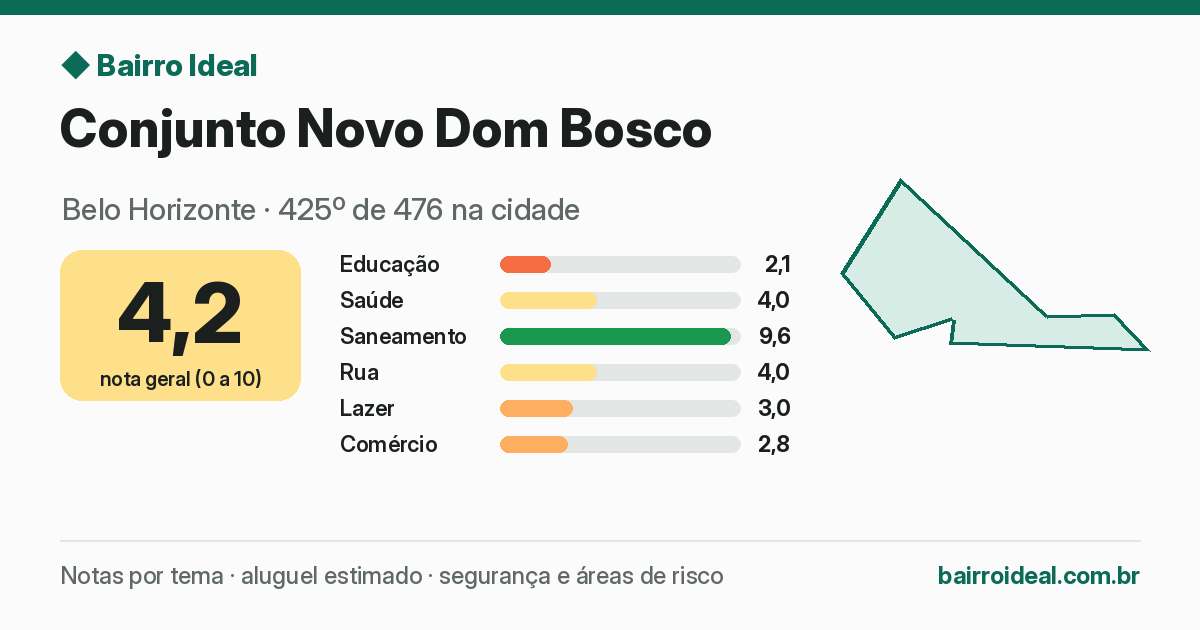 Bairro Ideal
Conjunto Novo Dom Bosco
Belo Horizonte · 425º de 476 na cidade
4,2
nota geral (0 a 10)
Educação 2,1
Saúde 4,0
Saneamento 9,6
Rua 4,0
Lazer 3,0
Comércio 2,8
Notas por tema · aluguel estimado · segurança e áreas de risco
bairroideal.com.br